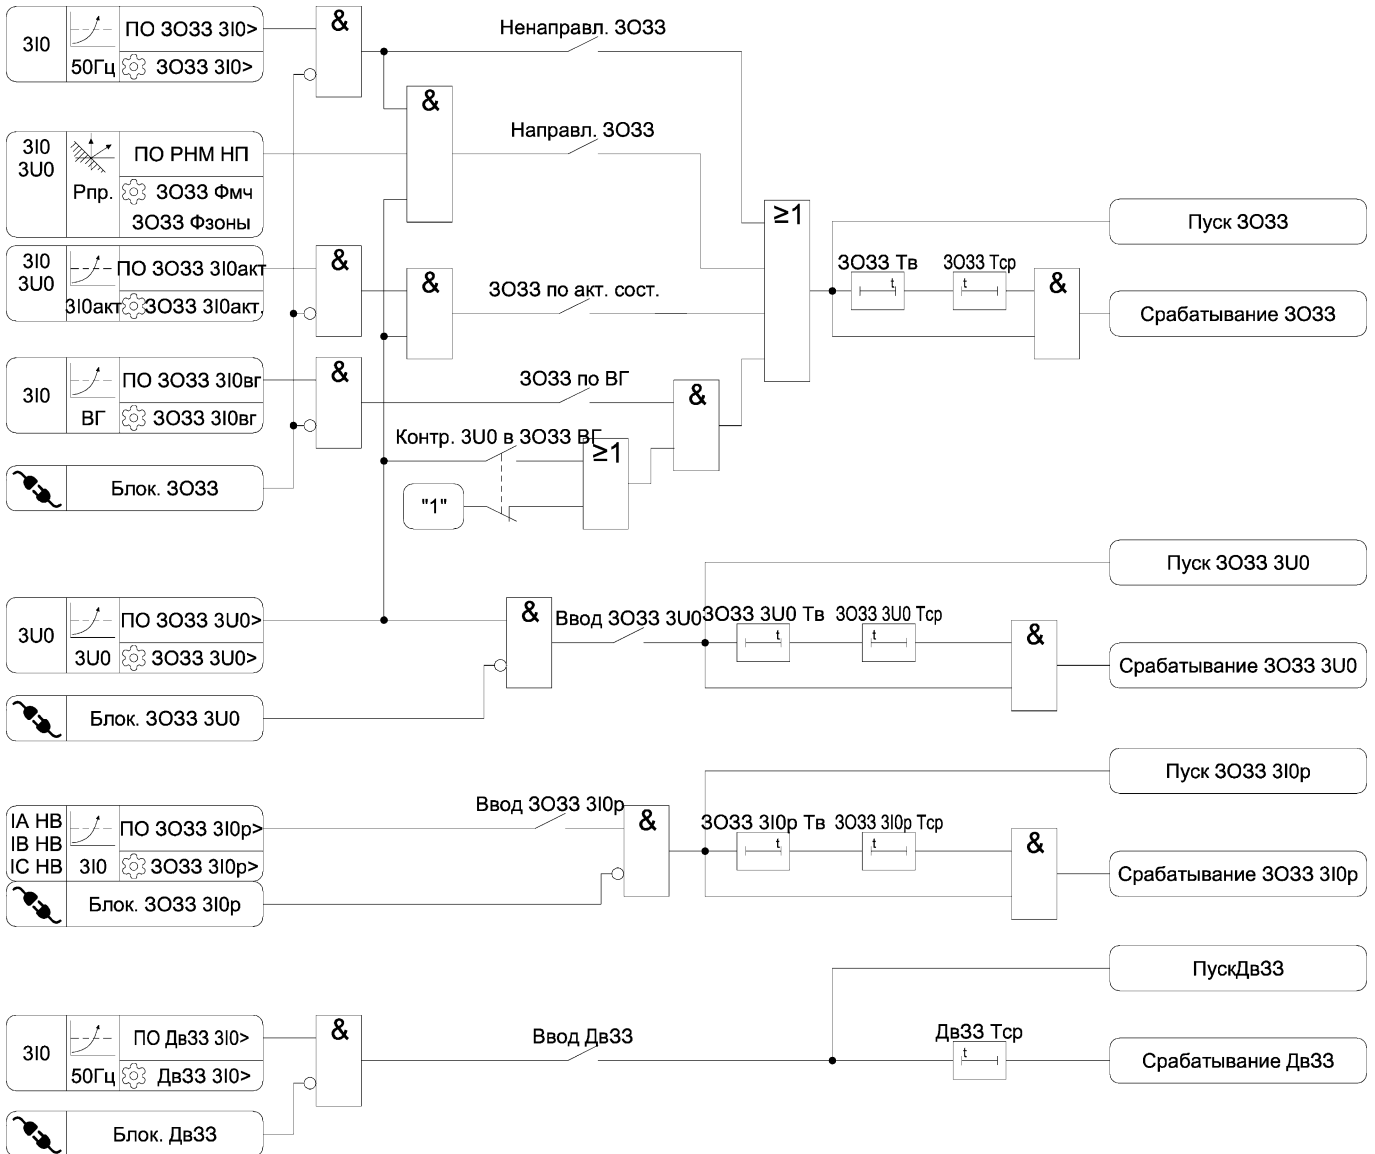 3I0
50Гц
ПО ЗОЗЗ 3I0>
ЗОЗЗ 3I0>
&
Ненаправл. ЗОЗЗ
3I0
3U0
Pпр.
ПО РНМ НП
ЗОЗЗ Фмч
ЗОЗЗ Фзоны
&
Направл. ЗОЗЗ
3I0
3U0
3I0акт
ПО ЗОЗЗ 3I0акт
ЗОЗЗ 3I0акт.
&
&
ЗОЗЗ по акт. сост.
3I0
ВГ
ПО ЗОЗЗ 3I0вг
ЗОЗЗ 3I0вг
&
ЗОЗЗ по ВГ
&
Контр. 3U0 в ЗОЗЗ ВГ
≥1
"1"
Блок. ЗОЗЗ
≥1
ЗОЗЗ Тв
ЗОЗЗ Тср
t
t
&
Пуск ЗОЗЗ
Срабатывание ЗОЗЗ
3U0
3U0
ПО ЗОЗЗ 3U0>
ЗОЗЗ 3U0>
Блок. ЗОЗЗ 3U0
&
Ввод ЗОЗЗ 3U0
ЗОЗЗ 3U0 Тв
ЗОЗЗ 3U0 Тср
t
t
&
Пуск ЗОЗЗ 3U0
Срабатывание ЗОЗЗ 3U0
IA НВ
IB НВ
IC НВ
3I0
ПО ЗОЗЗ 3I0р>
ЗОЗЗ 3I0р>
Блок. ЗОЗЗ 3I0р
Ввод ЗОЗЗ 3I0р
&
ЗОЗЗ 3I0р Тв
ЗОЗЗ 3I0р Тср
t
t
&
Пуск ЗОЗЗ 3I0р
Срабатывание ЗОЗЗ 3I0р
3I0
50Гц
ПО ДвЗЗ 3I0>
ДвЗЗ 3I0>
Блок. ДвЗЗ
&
Ввод ДвЗЗ
ДвЗЗ Тср
t
ПускДвЗЗ
Срабатывание ДвЗЗ